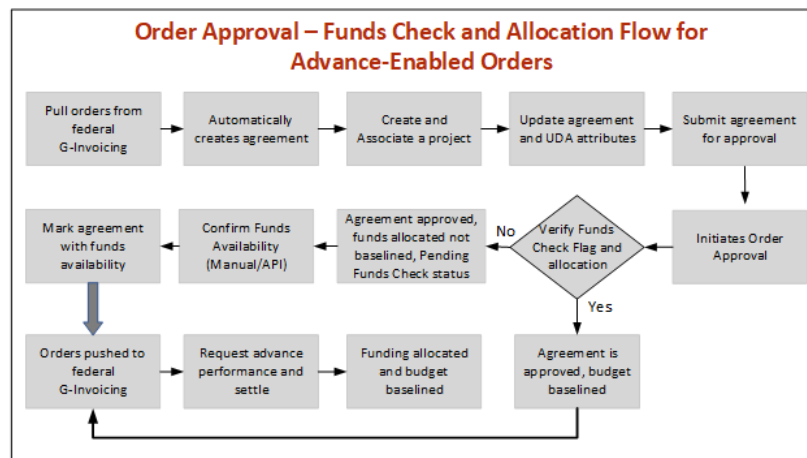 Order Approval – Funds Check and Allocation Flow for
Advance-Enabled Orders
Pull orders from
federal
G-Invoicing
Automatically
creates agreement
Create and
Associate a project
Update agreement
and UDA attributes
Submit agreement
for approval
Mark agreement
with funds
availability
Confirm Funds
Availability
(Manual/API)
Agreement approved,
funds allocated not
baselined, Pending
Funds Check status
No
Verify Funds
Check Flag and
allocation
Initiates Order
Approval
Yes
Orders pushed to
federal
G-Invoicing
Request advance
performance and
settle
Funding allocated
and budget
baselined
Agreement is
approved, budget
baselined